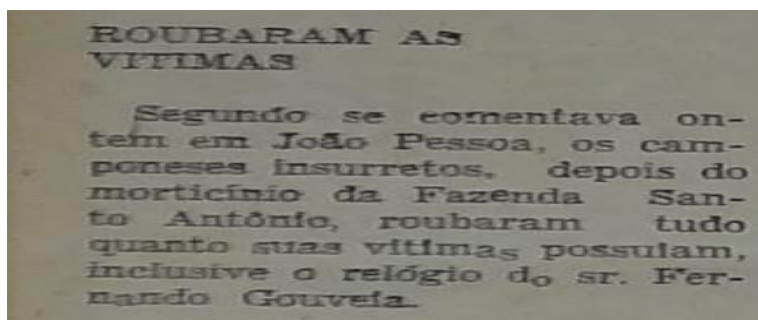 ROUBARAM AS
VITIMAS
Segundo se comentava on-
tem em João Pessoa, os cam-
poneses insurretos, depois do
morticínio da Fazenda San-
to Antônio, roubaram tudo
quanto suas vítimas possuiam,
inclusive o relógio do sr. Fer-
nando Gouveia.